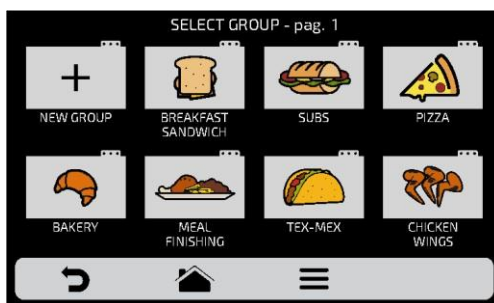 SELECT GROUP - pag. 1
NEW GROUP
BREAKFAST
SANDWICH
SUBS
PIZZA
BAKERY
MEAL
FINISHING
TEX-MEX
CHICKEN
WINGS